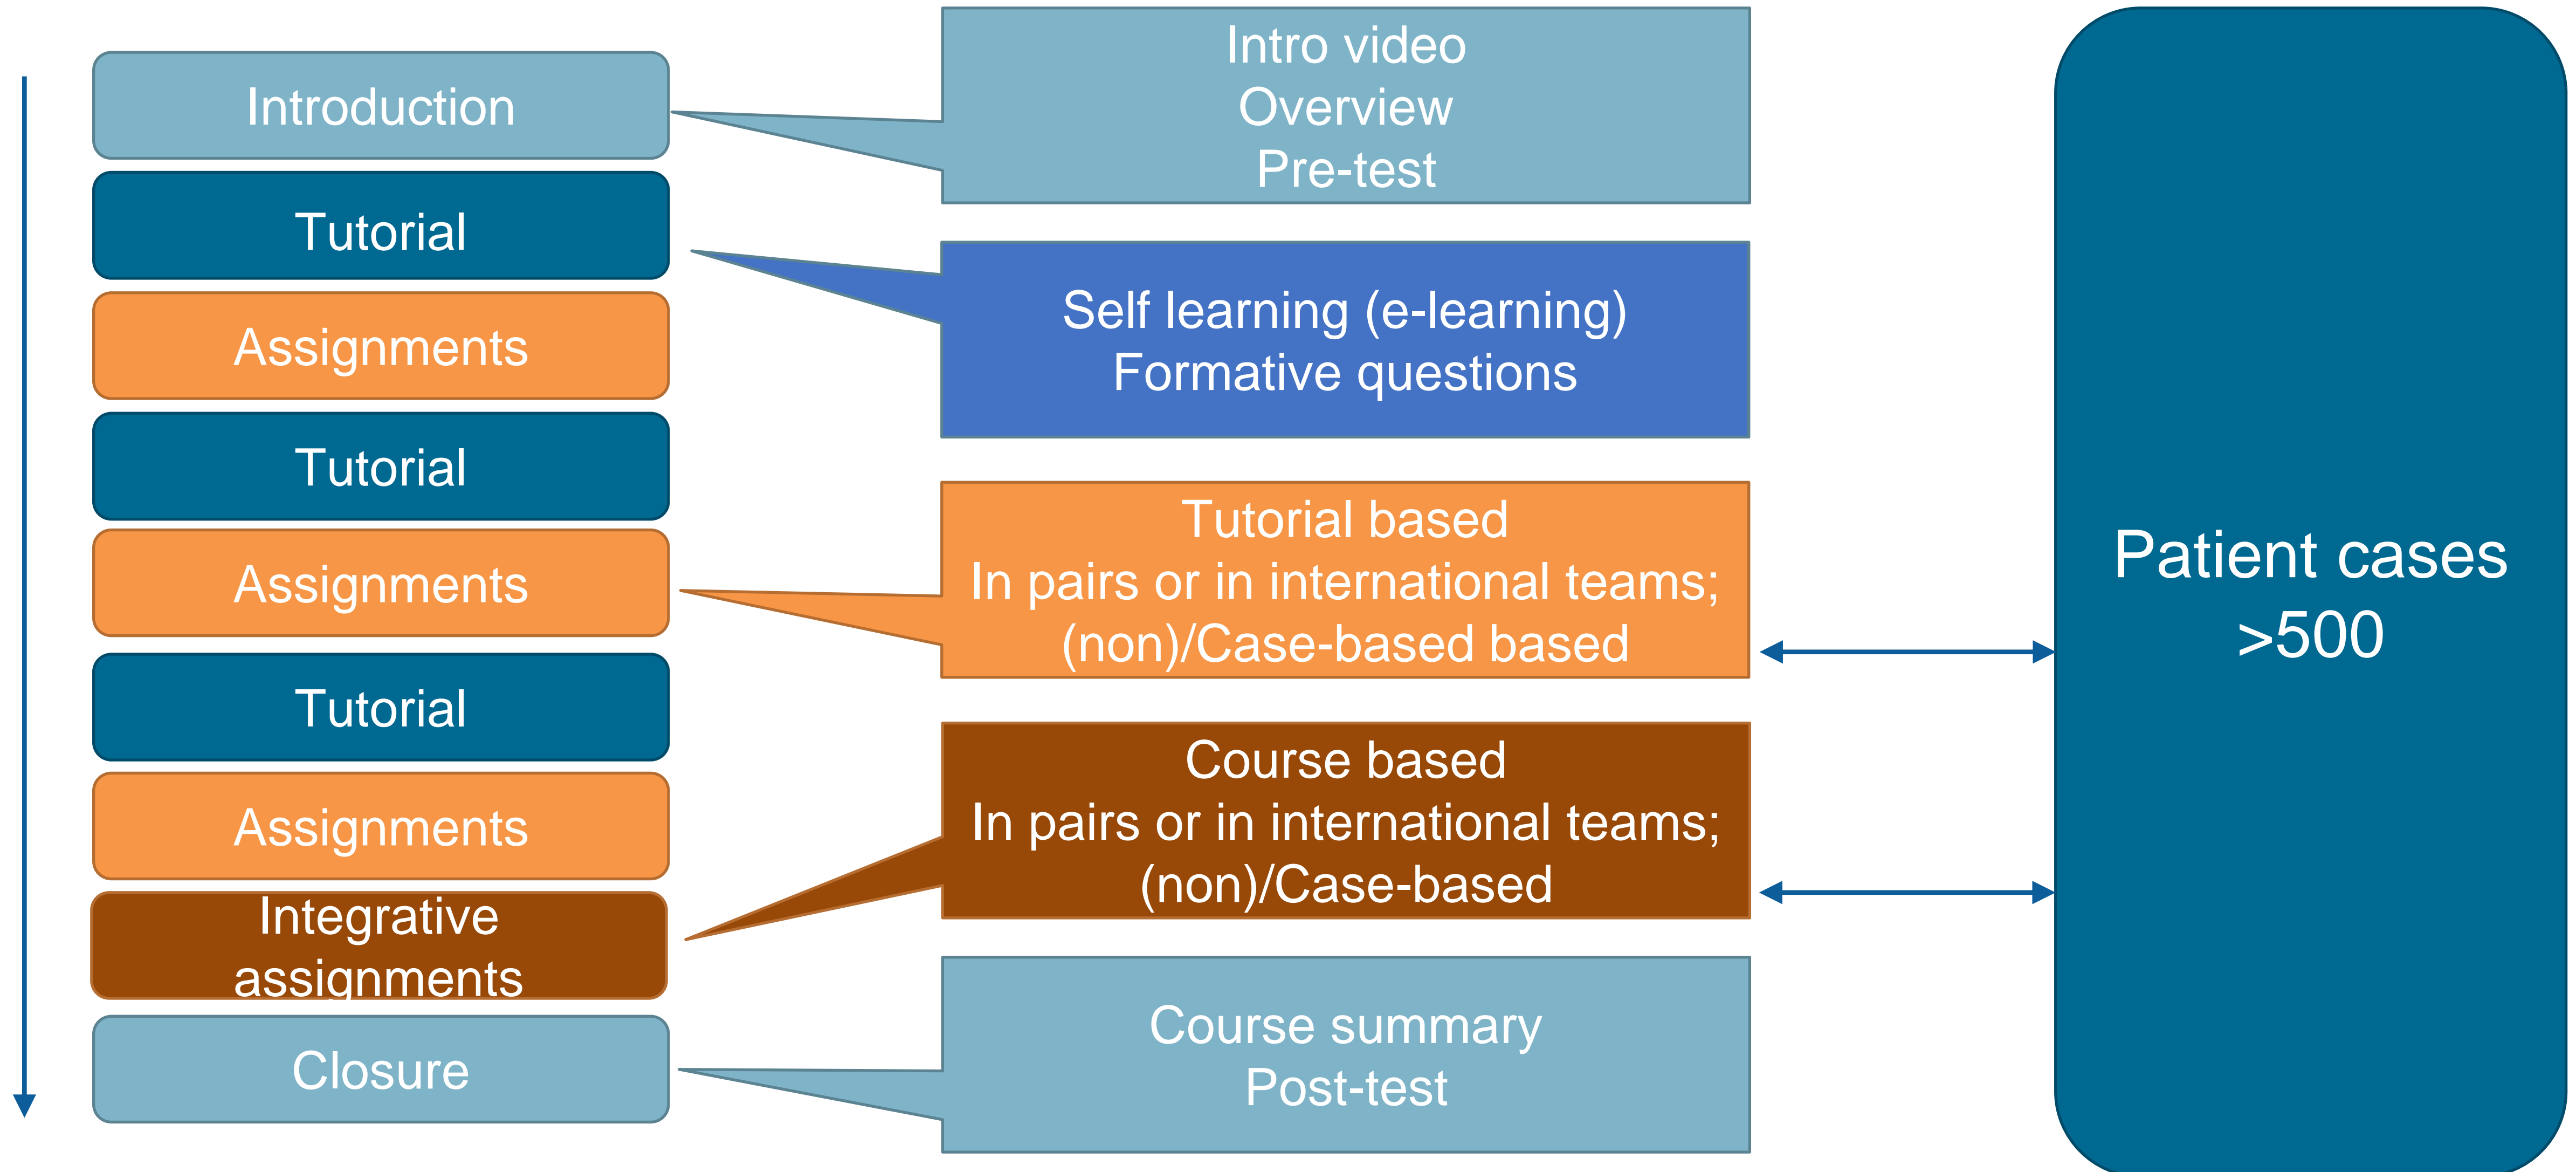 Introduction
Tutorial
Assignments
Tutorial
Assignments
Tutorial
Assignments
Integrative
assignments
Closure
Intro video
Overview
Pre-test
Self learning (e-learning)
Formative questions
Tutorial based
In pairs or in international teams;
(non)/Case-based based
Course based
In pairs or in international teams;
(non)/Case-based
Course summary
Post-test
Patient cases
>500